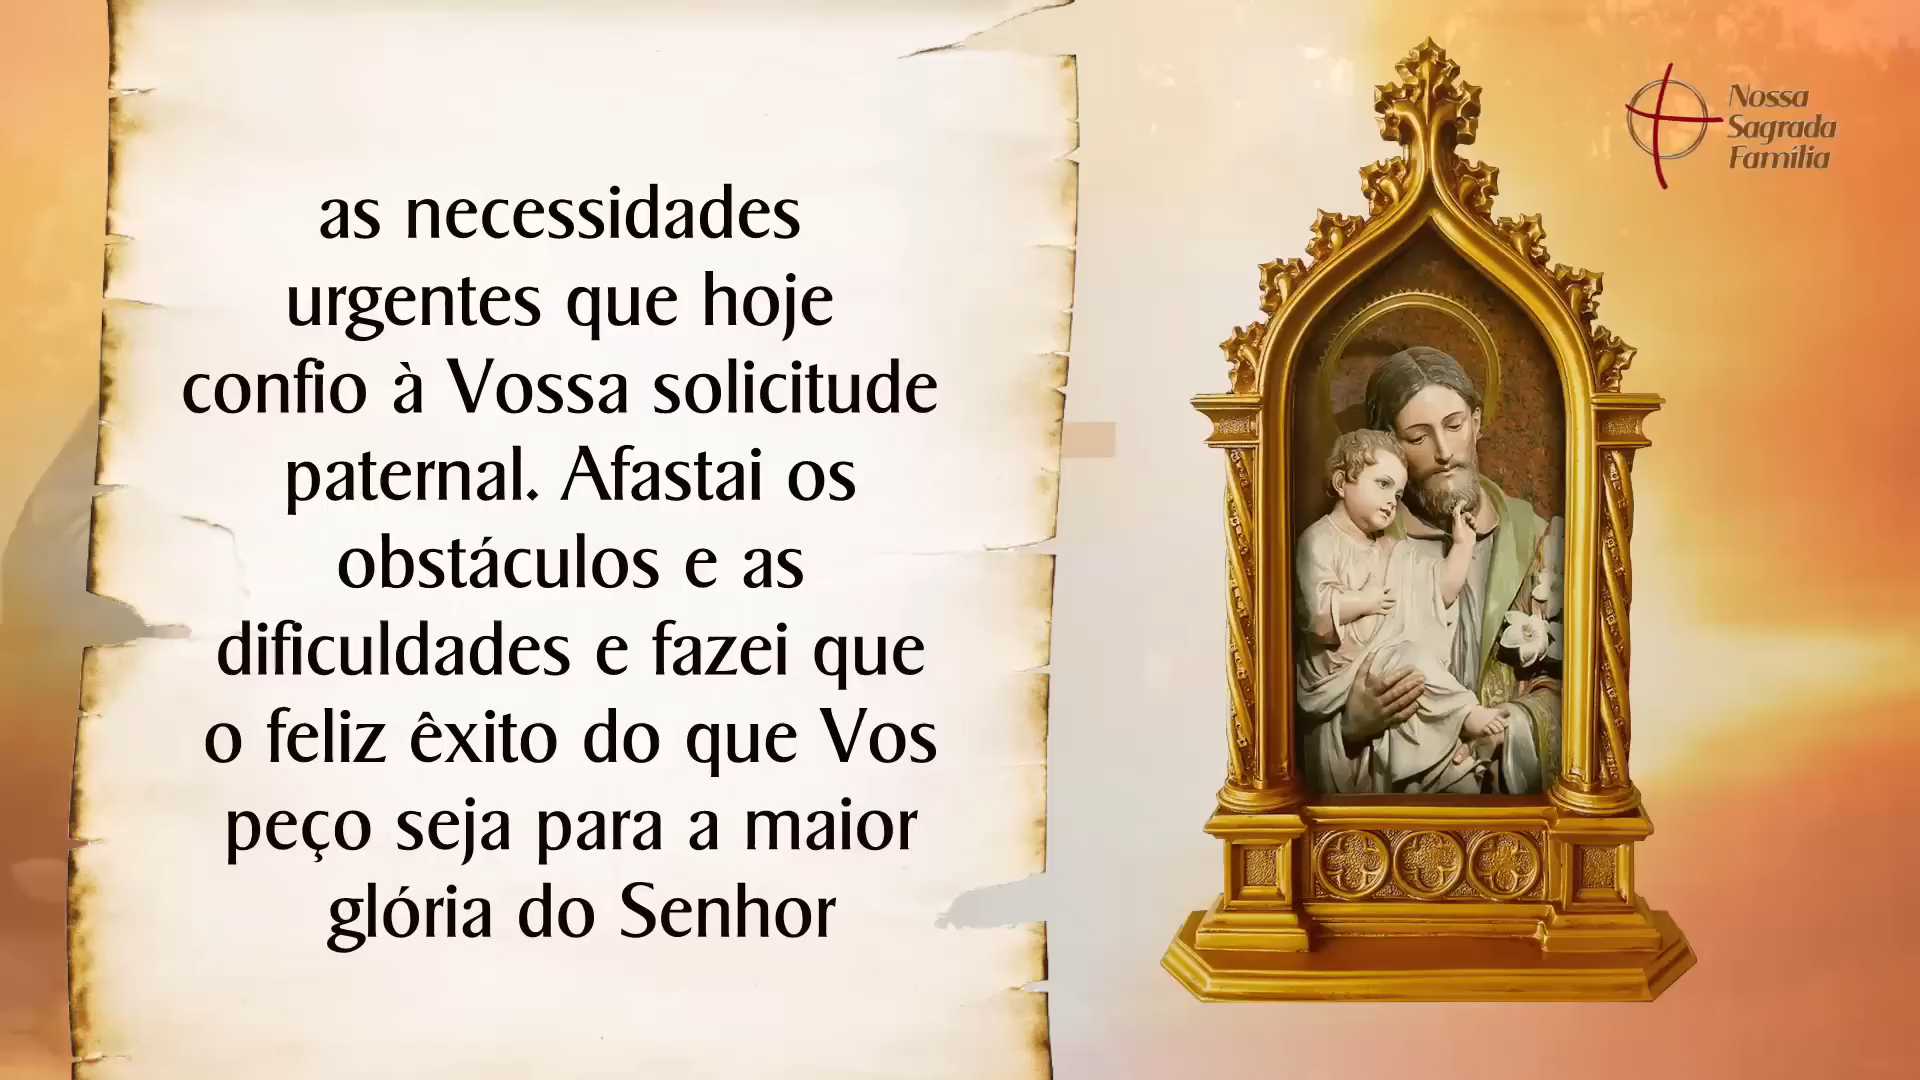 as necessidades
urgentes que hoje
confio à Vossa solicitude
paternal. Afastai os
obstáculos e as
dificuldades e fazei que
o feliz êxito do que Vos
peço seja para a maior
glória do Senhor
Nossa
Sagrada
Família